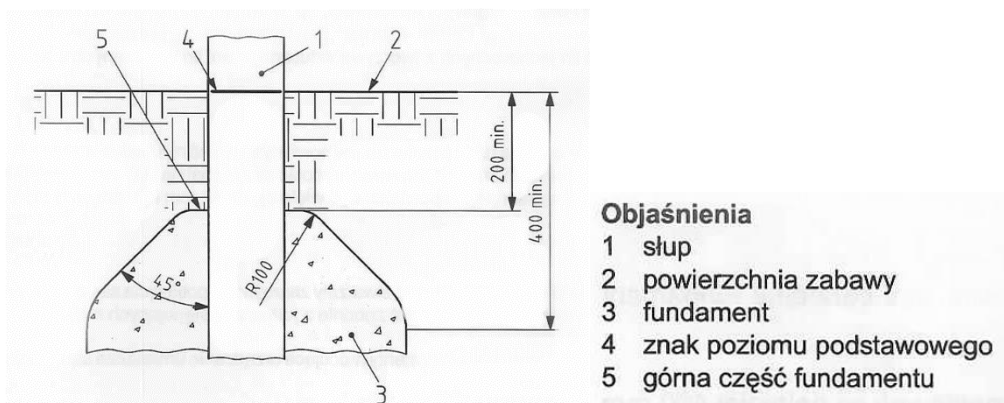 5
4
1
2
200 min.
400 min.
45°
R100
3
Objaśnienia
1 słup
2 powierzchnia zabawy
3 fundament
4 znak poziomu podstawowego
5 górna część fundamentu